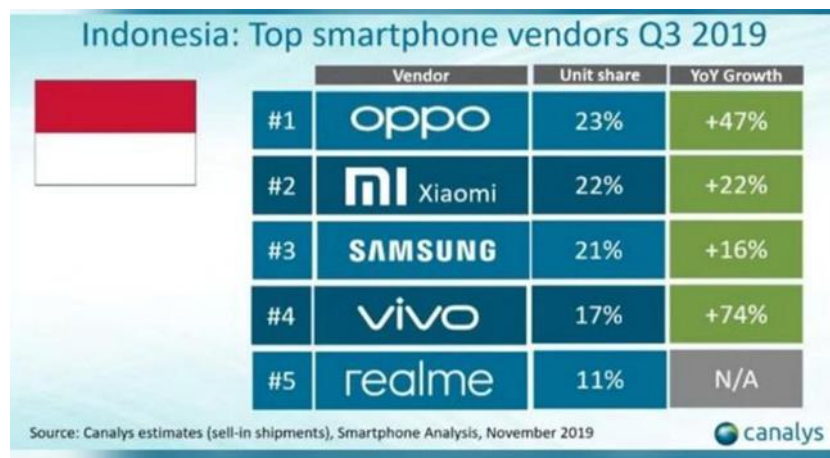 Indonesia: Top smartphone vendors Q3 2019
Vendor Unit share YoY Growth
#1 oppo 23% +47%
#2 mi Xiaomi 22% +22%
#3 SAMSUNG 21% +16%
#4 vivo 17% +74%
#5 realme 11% N/A
Source: Canalys estimates (sell-in shipments), Smartphone Analysis, November 2019
canalys